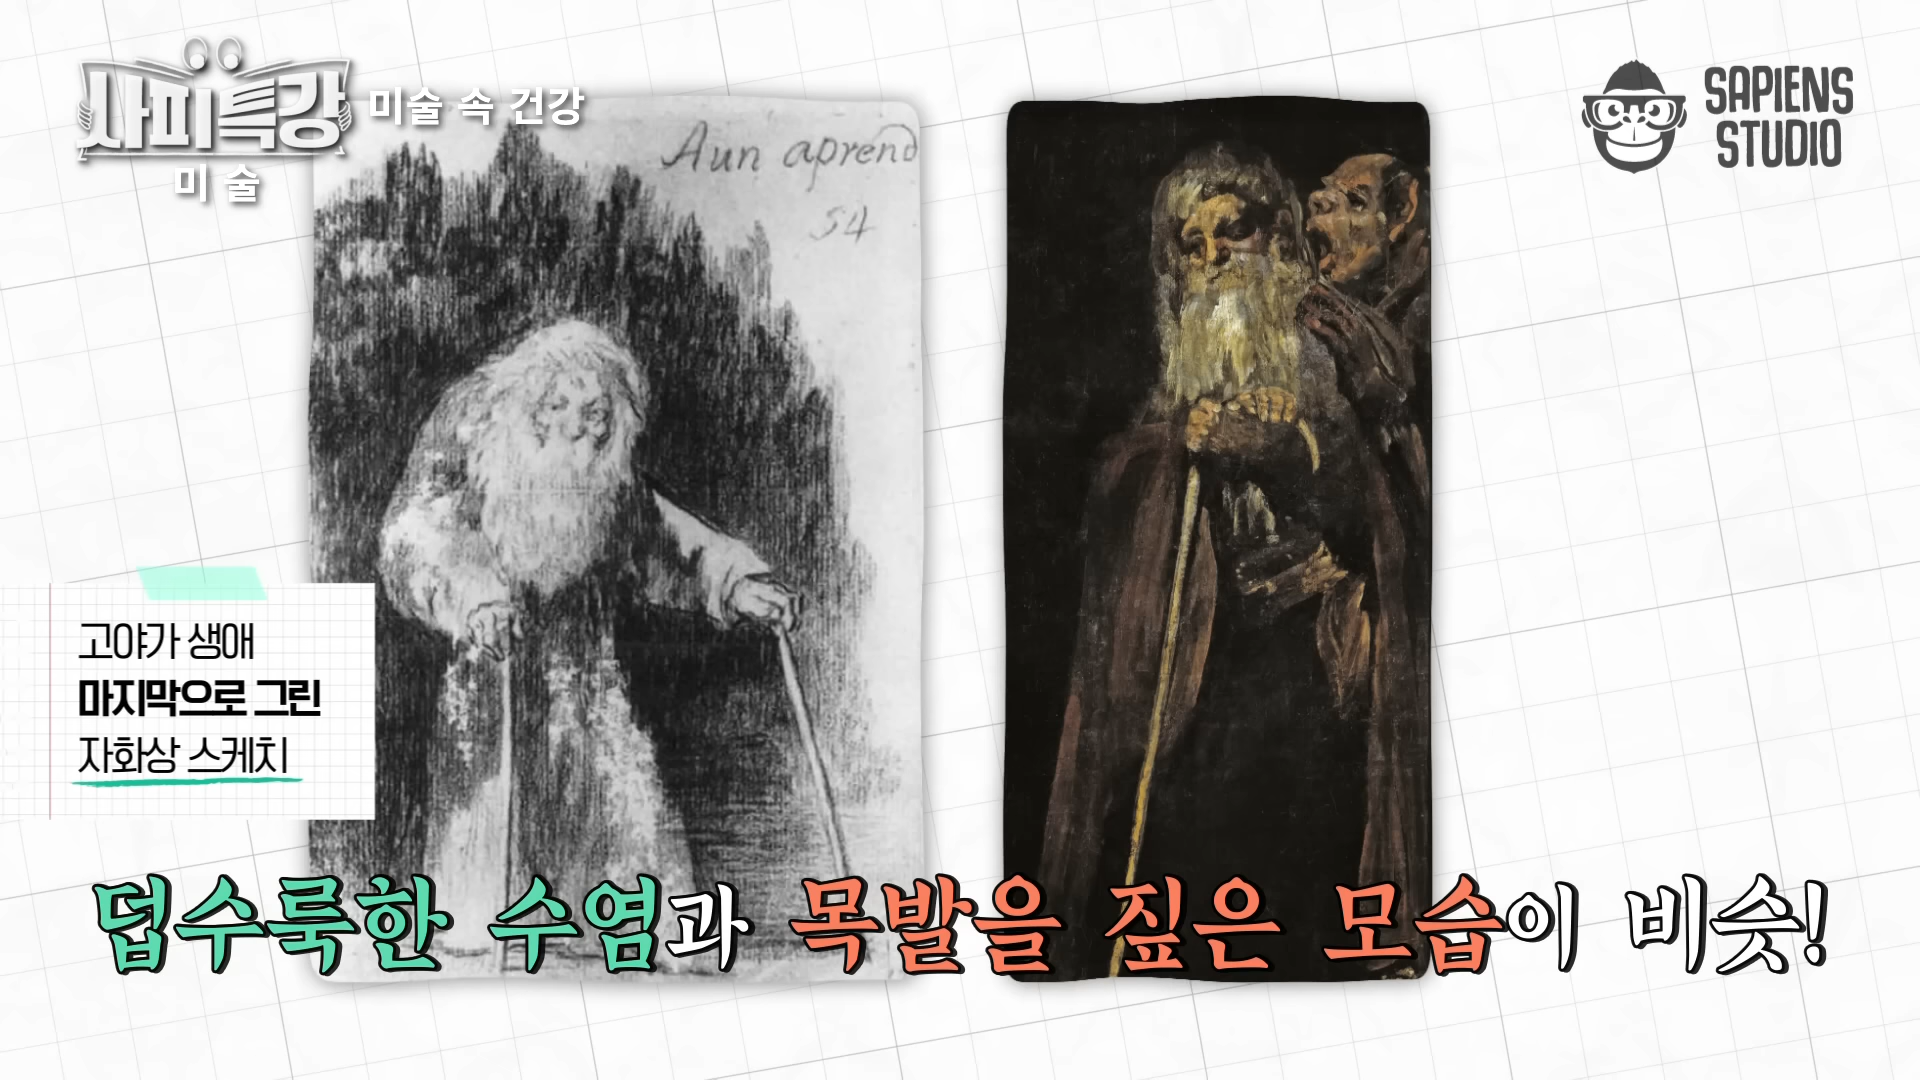 사피특강
미술 속 건강
미술
SAPIENS
STUDIO
Aun aprend
54
고야가 생애
마지막으로 그린
자화상 스케치
덥수룩한 수염과 목발을 짚은 모습이 비슷!